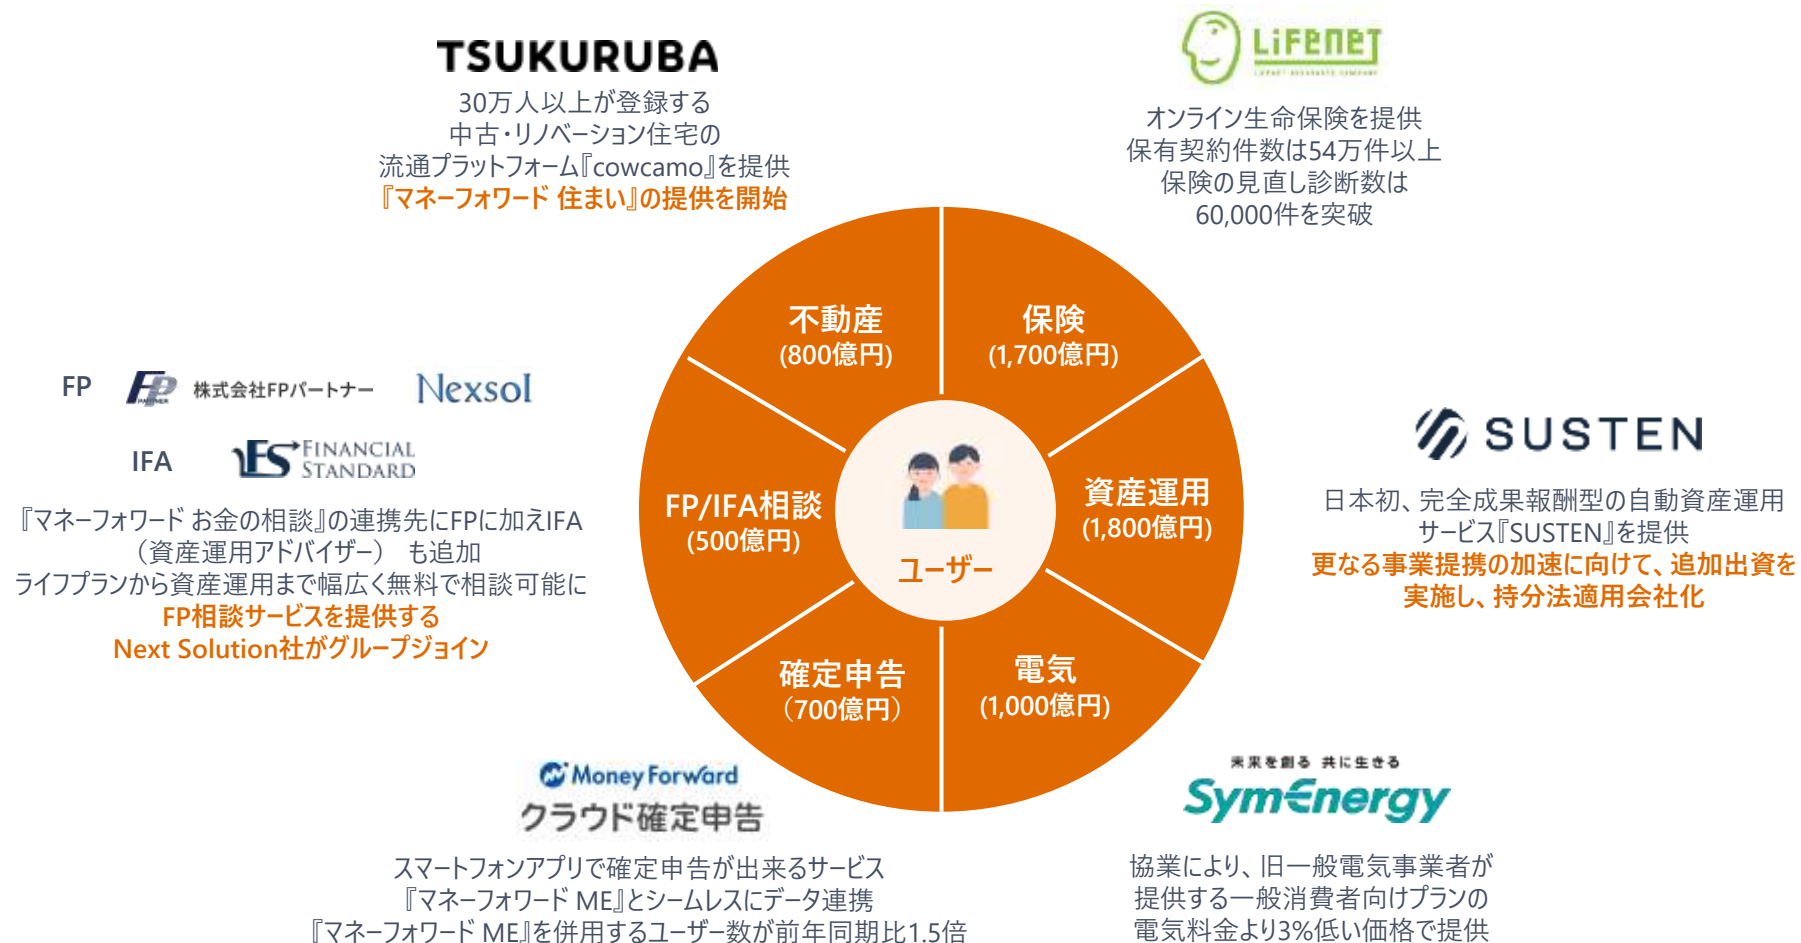 TSUKURUBA
30万人以上が登録する
中古・リノベーション住宅の
流通プラットフォーム『cowcamo』を提供
『マネーフォワード 住まい』の提供を開始
LiFENET
オンライン生命保険を提供
保有契約件数は54万件以上
保険の見直し診断数は
60,000件を突破
不動産
(800億円)
保険
(1,700億円)
FP
FP
PARTNER
株式会社FPパートナー
Nexsol
IFA
FS FINANCIAL
STANDARD
『マネーフォワード お金の相談』の連携先にFPに加えIFA
（資産運用アドバイザー） も追加
ライフプランから資産運用まで幅広く無料で相談可能に
FP相談サービスを提供する
Next Solution社がグループジョイン
FP/IFA相談
(500億円)
ユーザー
資産運用
(1,800億円)
SUSTEN
日本初、完全成果報酬型の自動資産運用
サービス『SUSTEN』を提供
更なる事業提携の加速に向けて、追加出資を
実施し、持分法適用会社化
確定申告
（700億円）
電気
(1,000億円)
Money Forward
クラウド確定申告
スマートフォンアプリで確定申告が出来るサービス
『マネーフォワード ME』とシームレスにデータ連携
『マネーフォワード ME』を併用するユーザー数が前年同期比1.5倍
未来を創る 共に生きる
SymEnergy
協業により、旧一般電気事業者が
提供する一般消費者向けプランの
電気料金より3%低い価格で提供